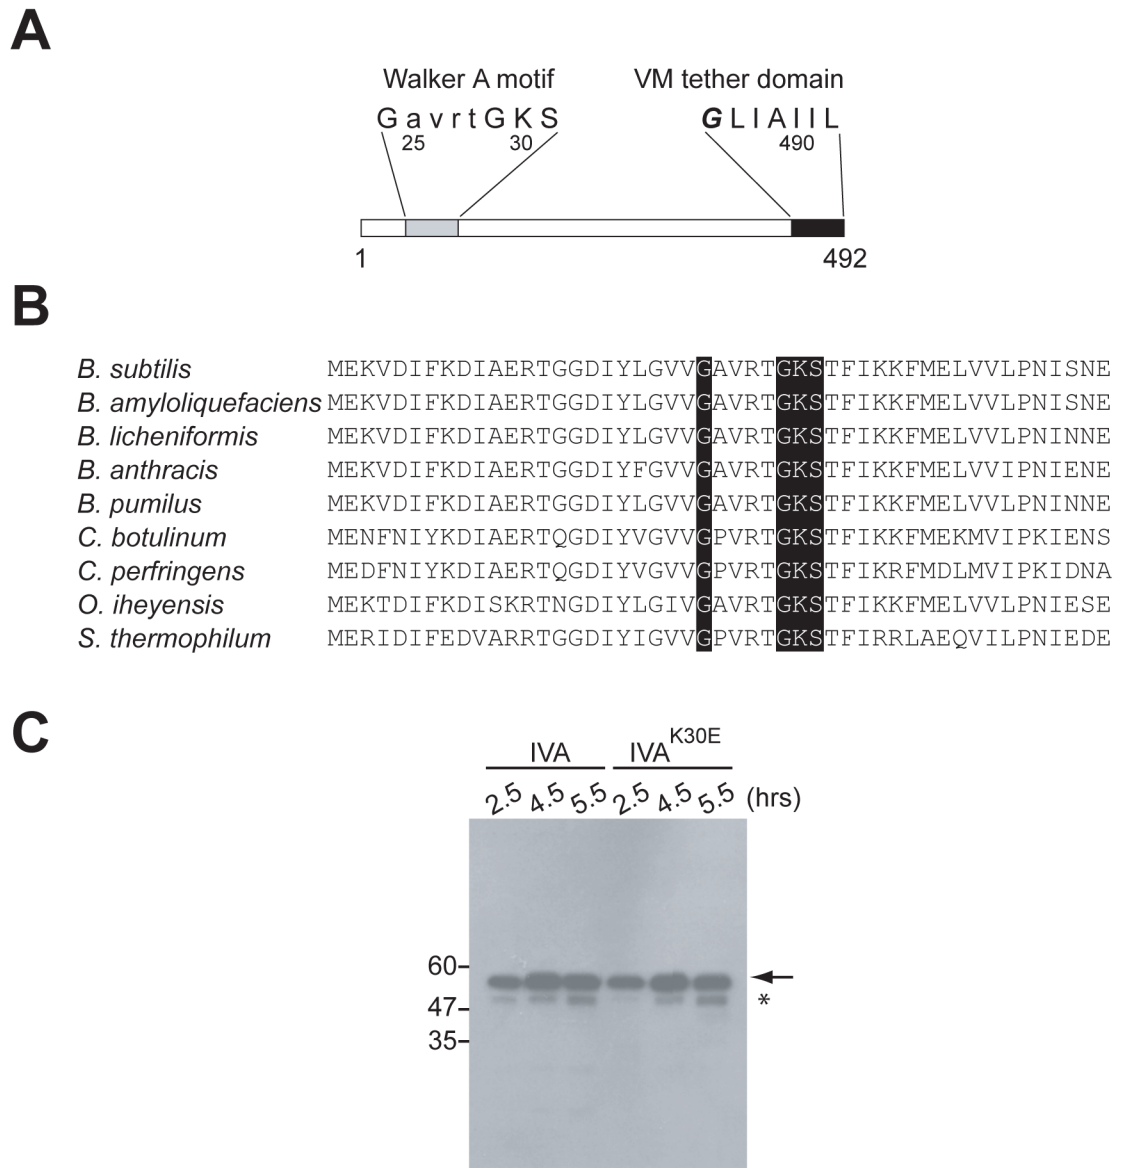 A
Walker A motif VM tether domain
G a v r t G K S G L I A I I L
25 30 490
1 492
B
B. subtilis MEKVDIFKDIAERTGGDIYLGVVGAVRTGKSTFIKKFMELVVLPNISNE
B. amyloliquefaciens MEKVDIFKDIAERTGGDIYLGVVGAVRTGKSTFIKKFMELVVLPNISNE
B. licheniformis MEKVDIFKDIAERTGGDIYLGVVGAVRTGKSTFIKKFMELVVLPNINNE
B. anthracis MEKVDIFKDIAERTGGDIYFGVVGAVRTGKSTFIKKFMELVVIPNIENE
B. pumilus MEKVDIFKDIAERTGGDIYLGVVGAVRTGKSTFIKKFMELVVLPNINNE
C. botulinum MENFNIYKDIAERTQGDIYVGVVGPVRTGKSTFIKKFMEKMVIPKIENS
C. perfringens MEDFNIYKDIAERTQGDIYVGVVGPVRTGKSTFIKRFMDLMVIPKIDNA
O. iheyensis MEKTDIFKDISKRTNGDIYLGIVGAVRTGKSTFIKKFMELVVLPNIESE
S. thermophilum MERIDIFEDVARRTGGDIYIGVVGPVRTGKSTFIRRLAEQVILPNIEDE
C
IVA IVA K30E
2.5 4.5 5.5 2.5 4.5 5.5 (hrs)
60
*
47
35